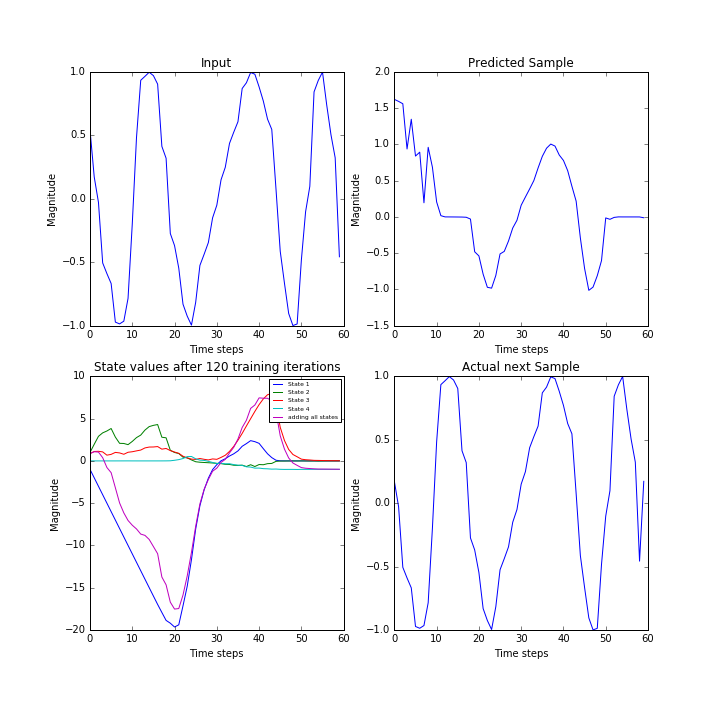 Input
Magnitude
1.0
0.5
0.0
−0.5
−1.0
0 10 20 30 40 50 60
Time steps
Predicted Sample
Magnitude
2.0
1.5
1.0
0.5
0.0
−0.5
−1.0
−1.5
0 10 20 30 40 50 60
Time steps
State values after 120 training iterations
Magnitude
10
5
0
−5
−10
−15
−20
0 10 20 30 40 50 60
Time steps
State 1
State 2
State 3
State 4
adding all states
Actual next Sample
Magnitude
1.0
0.5
0.0
−0.5
−1.0
0 10 20 30 40 50 60
Time steps